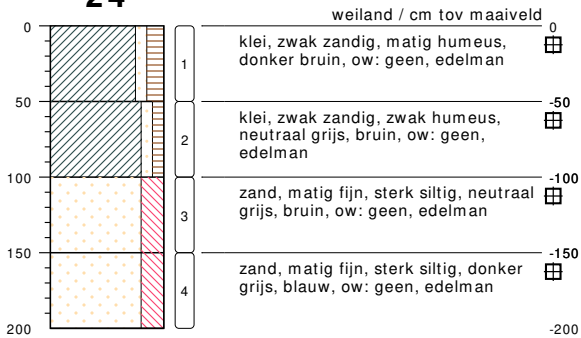 24
weiland / cm tov maaiveld
0
0
klei, zwak zandig, matig humeus,
donker bruin, ow: geen, edelman
1
50
-50
klei, zwak zandig, zwak humeus,
neutraal grijs, bruin, ow: geen,
edelman
2
100
-100
zand, matig fijn, sterk siltig, neutraal
grijs, bruin, ow: geen, edelman
3
150
-150
zand, matig fijn, sterk siltig, donker
grijs, blauw, ow: geen, edelman
4
200
-200